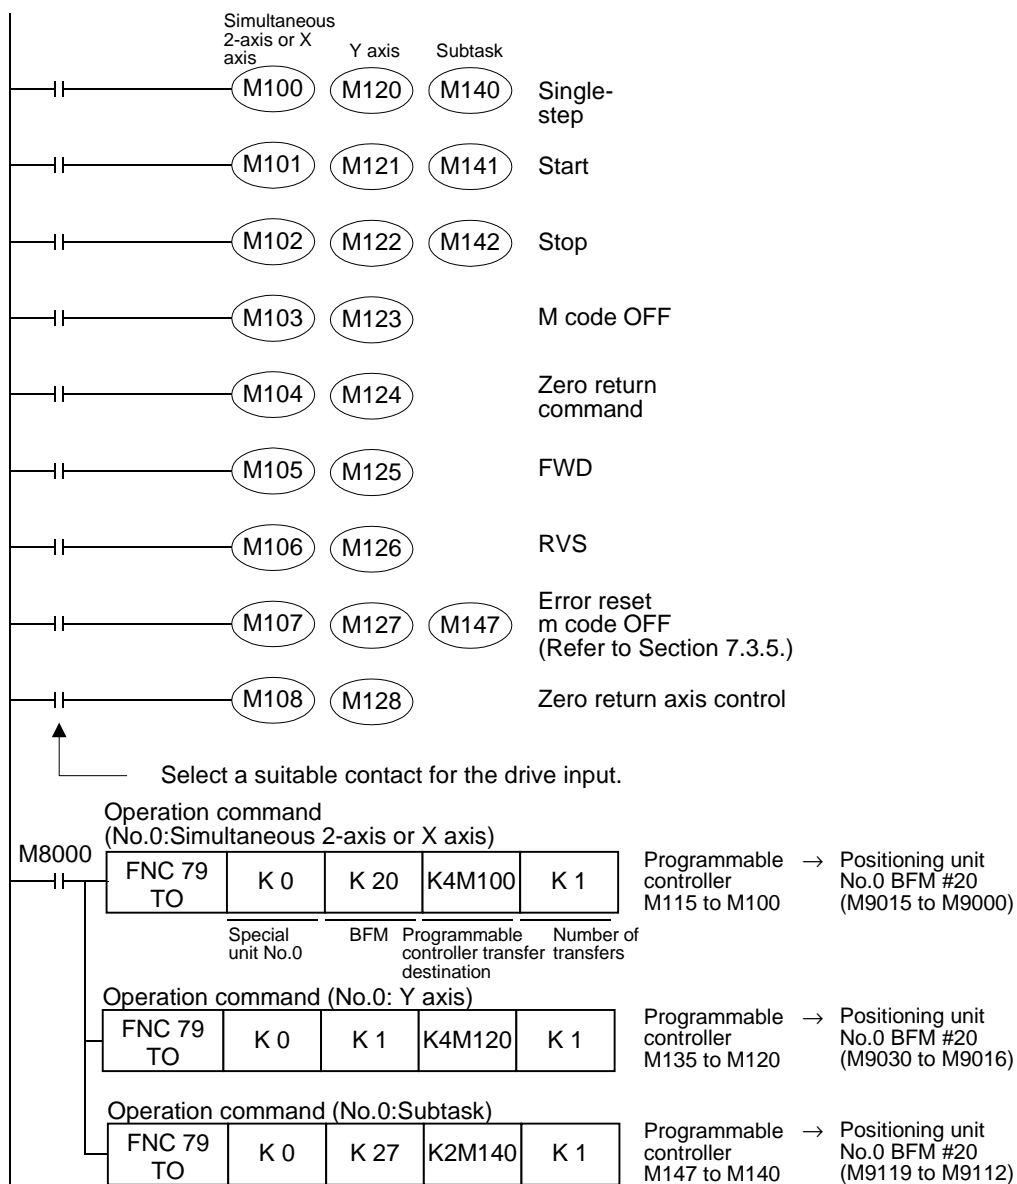 Simultaneous
2-axis or X
axis
Y axis
Subtask
M100 M120 M140 Single-
step
M101 M121 M141 Start
M102 M122 M142 Stop
M103 M123 M code OFF
M104 M124 Zero return
command
M105 M125 FWD
M106 M126 RVS
M107 M127 M147 Error reset
m code OFF
(Refer to Section 7.3.5.)
M108 M128 Zero return axis control
Select a suitable contact for the drive input.
Operation command
(No.0:Simultaneous 2-axis or X axis)
M8000
FNC 79
TO
K 0 K 20 K4M100 K 1
Programmable
controller
M115 to M100
→ Positioning unit
No.0 BFM #20
(M9015 to M9000)
Special
unit No.0
BFM
Programmable
controller transfer
destination
Number of
transfers
Operation command (No.0: Y axis)
FNC 79
TO
K 0 K 1 K4M120 K 1
Programmable
controller
M135 to M120
→ Positioning unit
No.0 BFM #20
(M9030 to M9016)
Operation command (No.0:Subtask)
FNC 79
TO
K 0 K 27 K2M140 K 1
Programmable
controller
M147 to M140
→ Positioning unit
No.0 BFM #20
(M9119 to M9112)